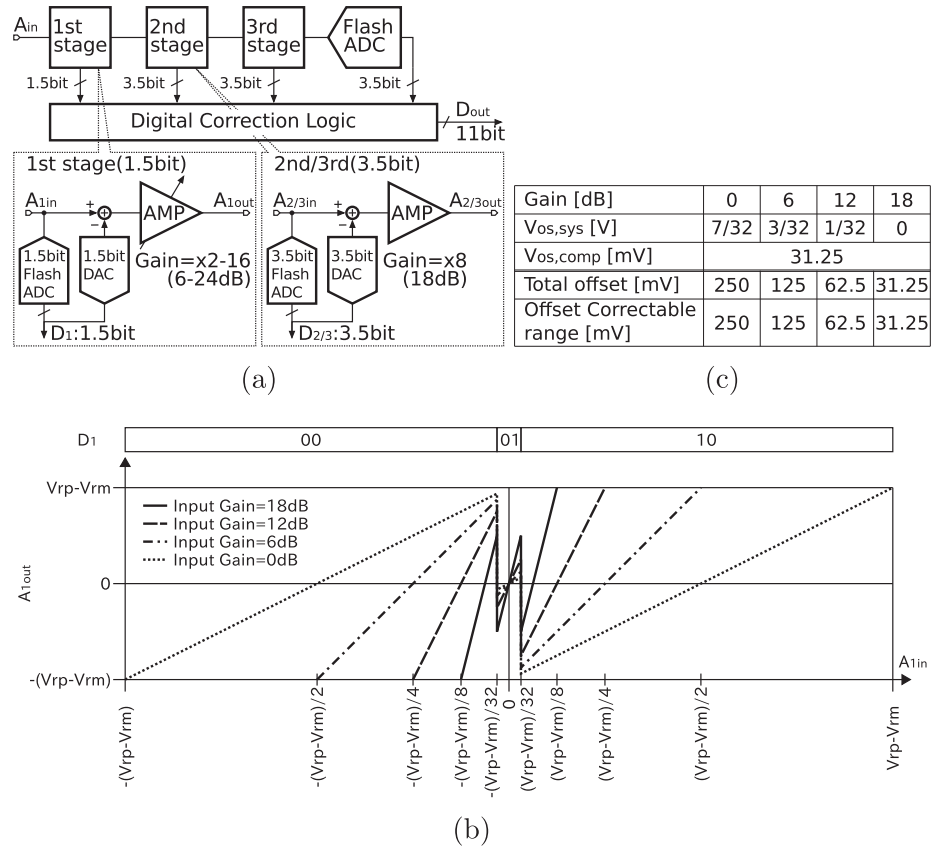 Ain
1st stage
2nd stage
3rd stage
Flash ADC
1.5bit
3.5bit
3.5bit
3.5bit
Digital Correction Logic
Dout
11bit
1st stage(1.5bit)
A1in
+
−
AMP
A1out
1.5bit Flash ADC
1.5bit DAC
Gain=x2-16
(6-24dB)
D1:1.5bit
2nd/3rd(3.5bit)
A2/3in
+
−
AMP
A2/3out
3.5bit Flash ADC
3.5bit DAC
Gain=x8
(18dB)
D2/3:3.5bit
(a)
Gain [dB] 0 6 12 18
Vos,sys [V] 7/32 3/32 1/32 0
Vos,comp [mV] 31.25
Total offset [mV] 250 125 62.5 31.25
Offset Correctable range [mV] 250 125 62.5 31.25
(c)
D1 00 01 10
Vrp-Vrm
0
-(Vrp-Vrm)
A1out
Input Gain=18dB
Input Gain=12dB
Input Gain=6dB
Input Gain=0dB
A1in
-(Vrp-Vrm)
-(Vrp-Vrm)/2
-(Vrp-Vrm)/4
-(Vrp-Vrm)/8
-(Vrp-Vrm)/32
0
(Vrp-Vrm)/32
(Vrp-Vrm)/8
(Vrp-Vrm)/4
(Vrp-Vrm)/2
Vrp-Vrm
(b)